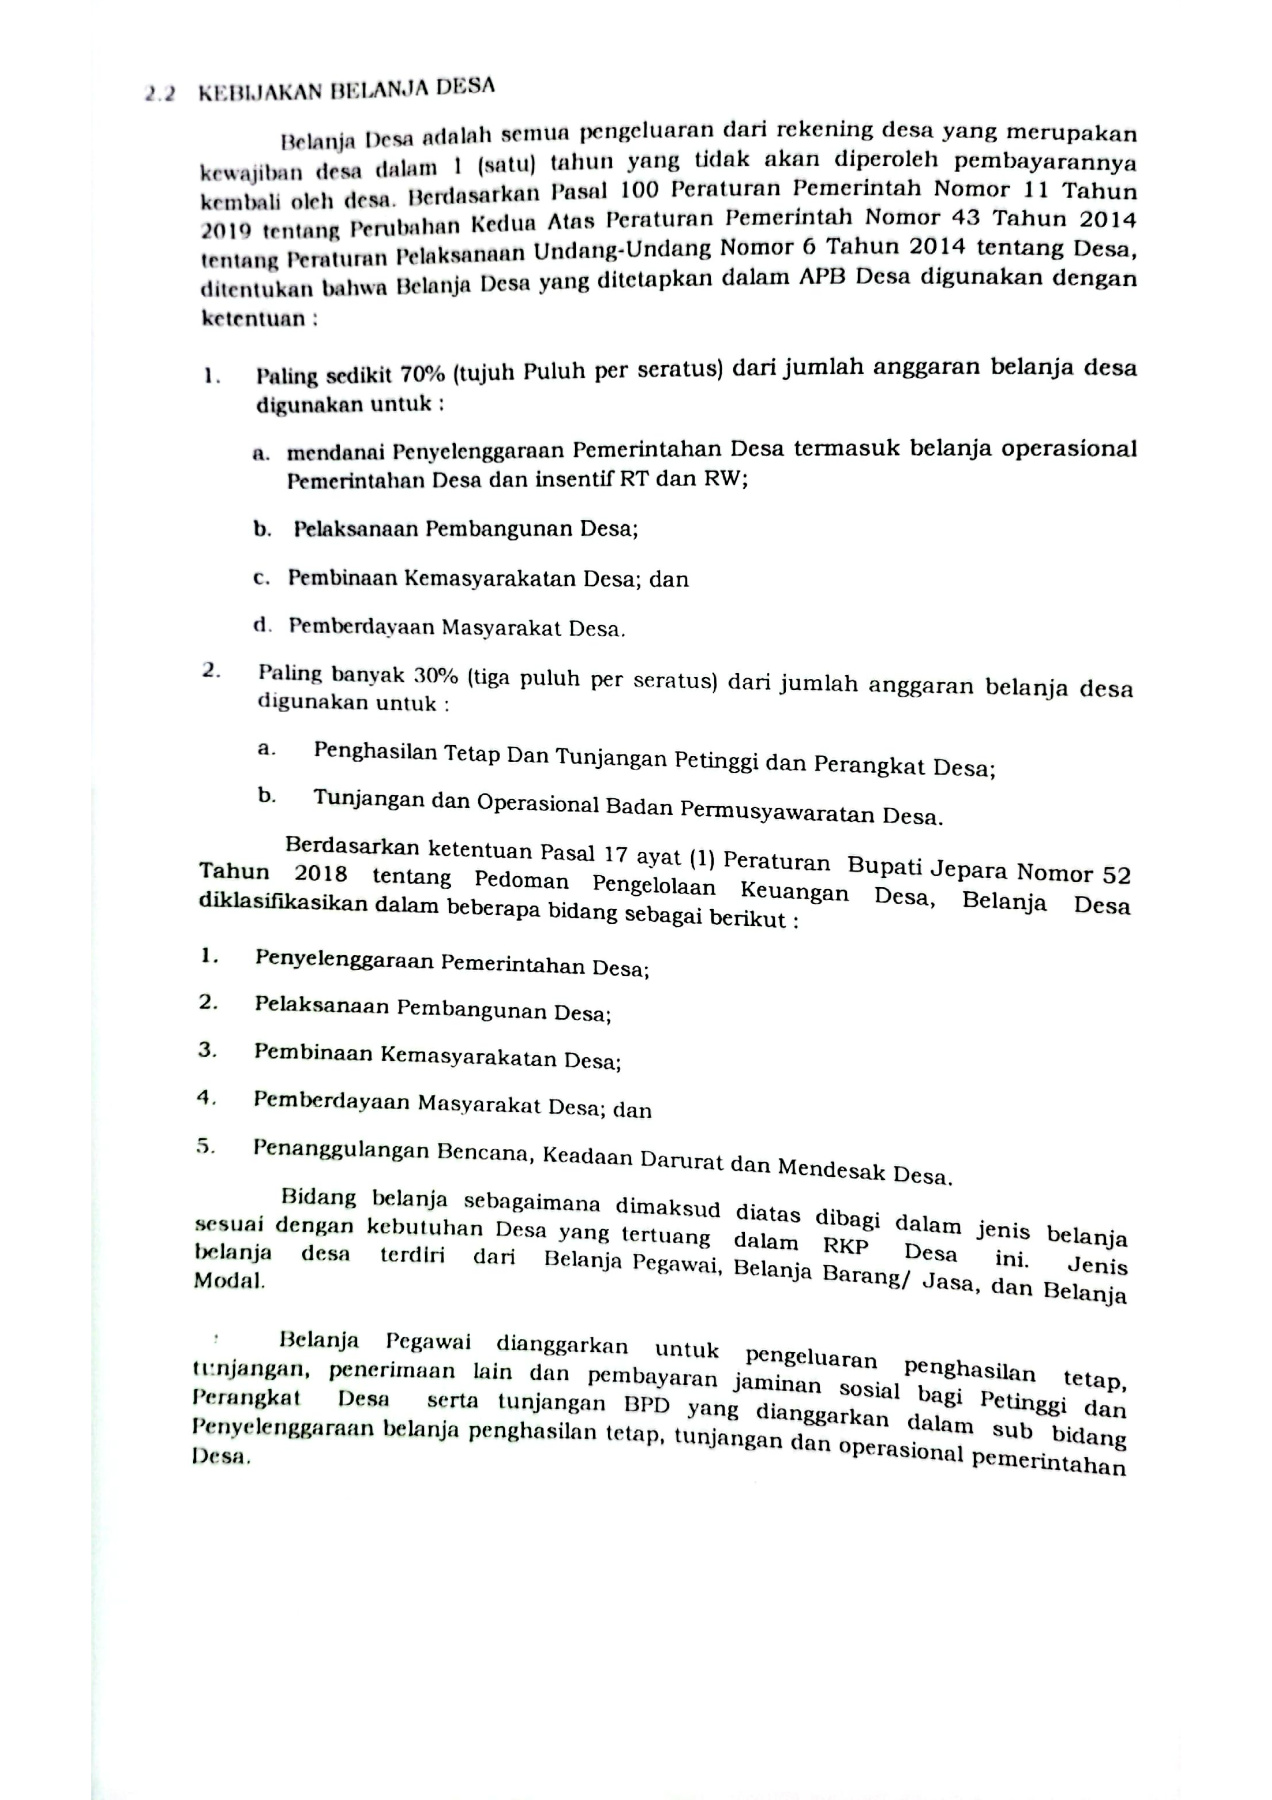 2.2 KEBIJAKAN BELANJA DESA
Belanja Desa adalah semua pengeluaran dari rekening desa yang merupakan
kewajiban desa dalam 1 (satu) tahun yang tidak akan diperoleh pembayarannya
kembali oleh desa. Berdasarkan Pasal 100 Peraturan Pemerintah Nomor 11 Tahun
2019 tentang Perubahan Kedua Atas Peraturan Pemerintah Nomor 43 Tahun 2014
tentang Peraturan Pelaksanaan Undang-Undang Nomor 6 Tahun 2014 tentang Desa,
ditentukan bahwa Belanja Desa yang ditetapkan dalam APB Desa digunakan dengan
ketentuan :
1. Paling sedikit 70% (tujuh Puluh per seratus) dari jumlah anggaran belanja desa
digunakan untuk :
a. mendanai Penyelenggaraan Pemerintahan Desa termasuk belanja operasional
Pemerintahan Desa dan insentif RT dan RW;
b. Pelaksanaan Pembangunan Desa;
c. Pembinaan Kemasyarakatan Desa; dan
d. Pemberdayaan Masyarakat Desa.
2. Paling banyak 30% (tiga puluh per seratus) dari jumlah anggaran belanja desa
digunakan untuk :
a. Penghasilan Tetap Dan Tunjangan Petinggi dan Perangkat Desa;
b. Tunjangan dan Operasional Badan Permusyawaratan Desa.
Berdasarkan ketentuan Pasal 17 ayat (1) Peraturan Bupati Jepara Nomor 52
Tahun 2018 tentang Pedoman Pengelolaan Keuangan Desa, Belanja Desa
diklasifikasikan dalam beberapa bidang sebagai berikut :
1. Penyelenggaraan Pemerintahan Desa;
2. Pelaksanaan Pembangunan Desa;
3. Pembinaan Kemasyarakatan Desa;
4. Pemberdayaan Masyarakat Desa; dan
5. Penanggulangan Bencana, Keadaan Darurat dan Mendesak Desa.
Bidang belanja sebagaimana dimaksud diatas dibagi dalam jenis belanja
sesuai dengan kebutuhan Desa yang tertuang dalam RKP Desa ini. Jenis
belanja desa terdiri dari Belanja Pegawai, Belanja Barang/ Jasa, dan Belanja
Modal.
Belanja Pegawai dianggarkan untuk pengeluaran penghasilan tetap,
tunjangan, penerimaan lain dan pembayaran jaminan sosial bagi Petinggi dan
Perangkat Desa serta tunjangan BPD yang dianggarkan dalam sub bidang
Penyelenggaraan belanja penghasilan tetap, tunjangan dan operasional pemerintahan
Desa.